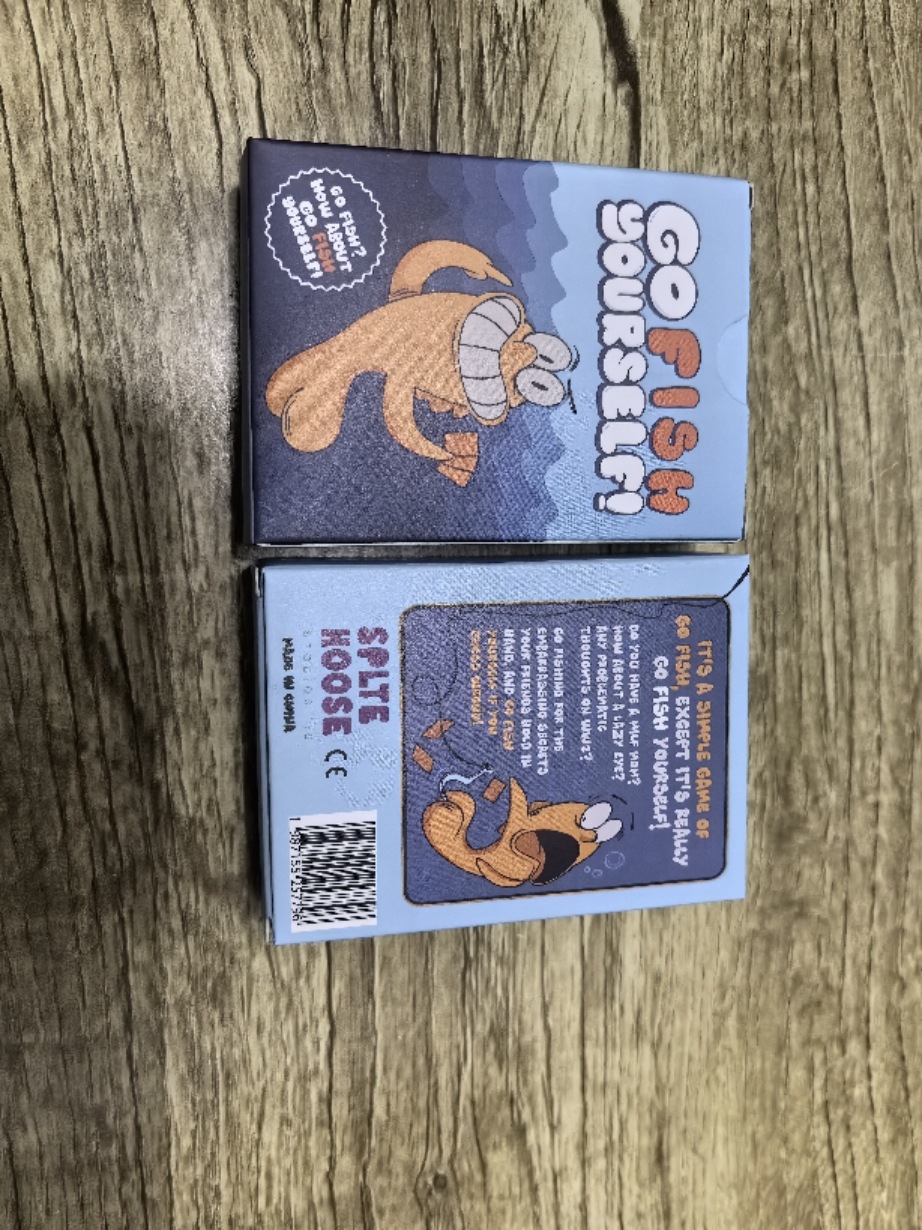 GO FISH
YOURSELF!
GO FISH?
HOW ABOUT
GO FISH
YOURSELF!
IT'S A SIMPLE GAME OF
GO FISH, EXCEPT IT'S REALLY
GO FISH YOURSELF!
DO YOU HAVE A MILF MOM?
HOW ABOUT A LAZY EYE?
ANY PROBLEMATIC
THOUGHTS ON
GO FISHING FOR THE
EMBARRASSING SECRETS
YOUR FRIENDS HOLD IN
HAND, AND GO FISH
YOURSELF IF YOU
GUESS WRONG!
SPLTE
HOOSE
MADE IN CHINA
CE